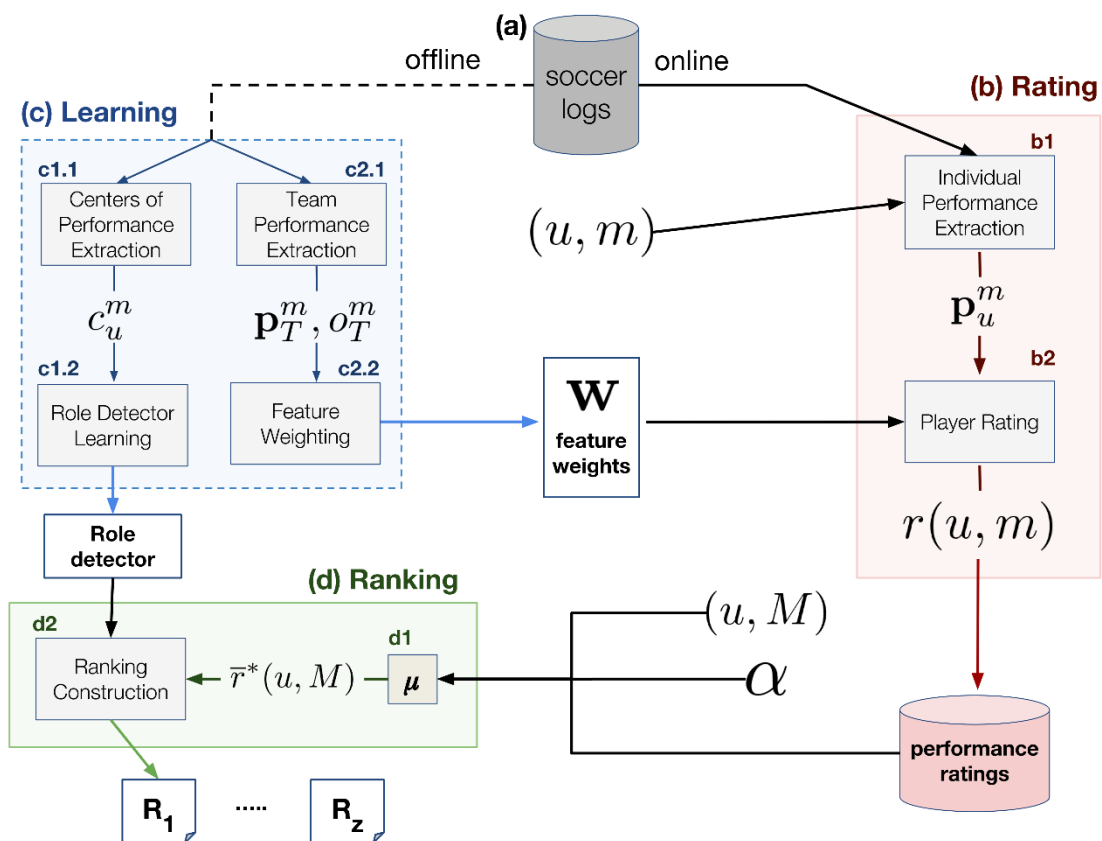 (a)
offline
soccer
logs
online
(c) Learning
(b) Rating
c1.1
Centers of
Performance
Extraction
c2.1
Team
Performance
Extraction
b1
Individual
Performance
Extraction
(u, m)
c_u^m
p_T^m, o_T^m
p_u^m
c1.2
Role Detector
Learning
c2.2
Feature
Weighting
w
feature
weights
b2
Player Rating
r(u, m)
Role
detector
(d) Ranking
d2
Ranking
Construction
r̅*(u, M)
d1
μ
(u, M)
α
performance
ratings
R1
.....
Rz